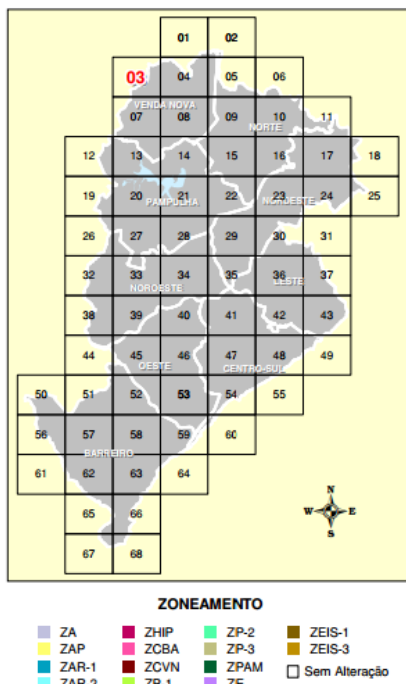 01 02
03 04 05 06
VENDA NOVA
07 08 09 10 11
NORTE
12 13 14 15 16 17 18
19 20 21 22 23 24 25
PAMPULHA NORDESTE
26 27 28 29 30 31
32 33 34 35 36 37
NOROESTE LESTE
38 39 40 41 42 43
44 45 46 47 48 49
OESTE CENTRO-SUL
50 51 52 53 54 55
56 57 58 59 60
BARREIRO
61 62 63 64
N
65 66 W E
S
67 68
ZONEAMENTO
ZA ZHIP ZP-2 ZEIS-1
ZAP ZCBA ZP-3 ZEIS-3
ZAR-1 ZCVN ZPAM Sem Alteração
ZAR-2 ZP-1 ZE